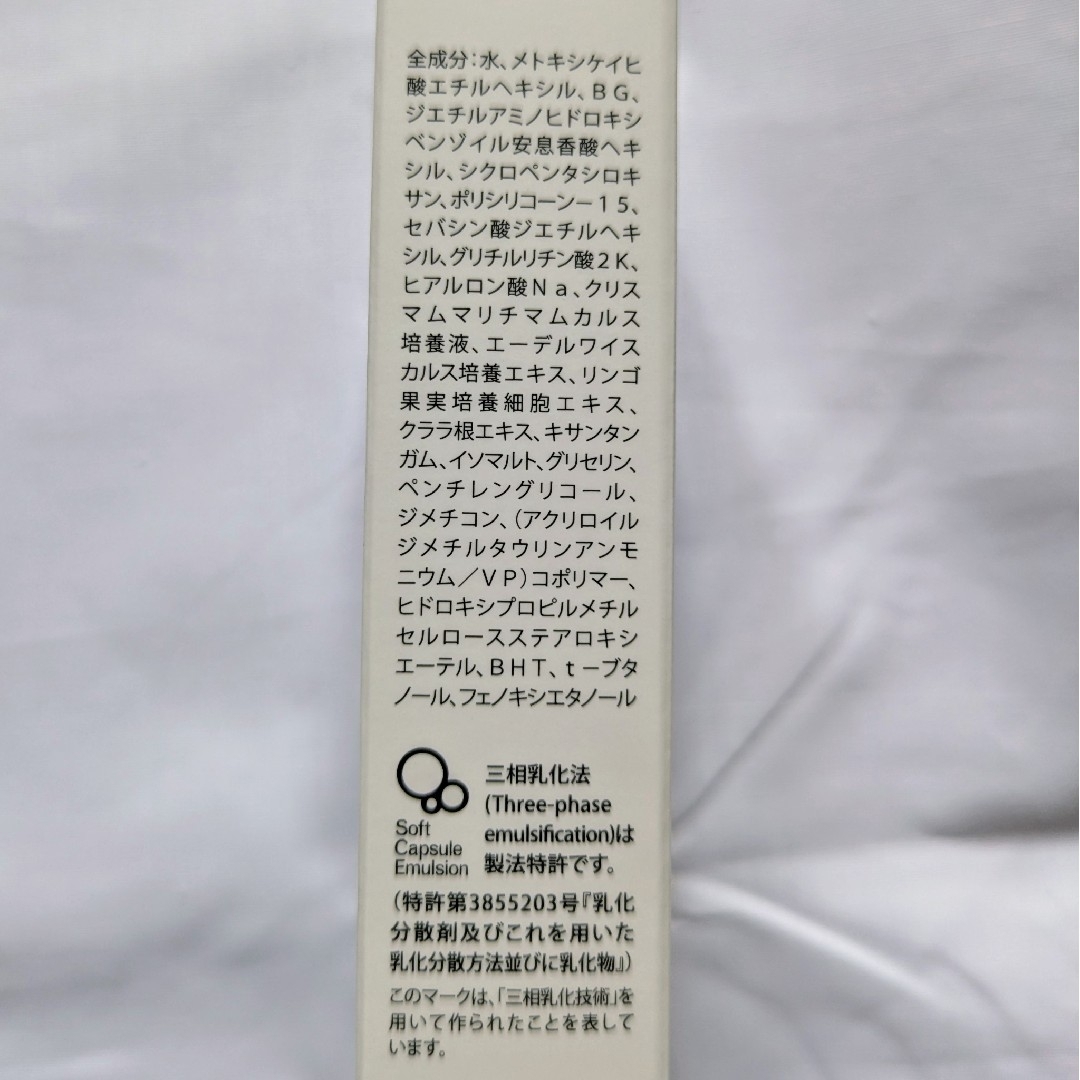 全成分:水、メトキシケイヒ
酸エチルヘキシル、BG、
ジエチルアミノヒドロキシ
ベンゾイル安息香酸ヘキ
シル、シクロペンタシロキ
サン、ポリシリコーン－15、
セバシン酸ジエチルヘキ
シル、グリチルリチン酸2K、
ヒアルロン酸Na、クリス
マムマリチマムカルス
培養液、エーデルワイス
カルス培養エキス、リンゴ
果実培養細胞エキス、
クララ根エキス、キサンタン
ガム、イソマルト、グリセリン、
ペンチレングリコール、
ジメチコン、(アクリロイル
ジメチルタウリンアンモ
ニウム／VP)コポリマー、
ヒドロキシプロピルメチル
セルロースステアロキシ
エーテル、BHT、t－ブタ
ノール、フェノキシエタノール
Soft
Capsule
Emulsion
三相乳化法
(Three-phase
emulsification)は
製法特許です。
(特許第3855203号『乳化
分散剤及びこれを用いた
乳化分散方法並びに乳化物』)
このマークは、「三相乳化技術」を
用いて作られたことを表して
います。